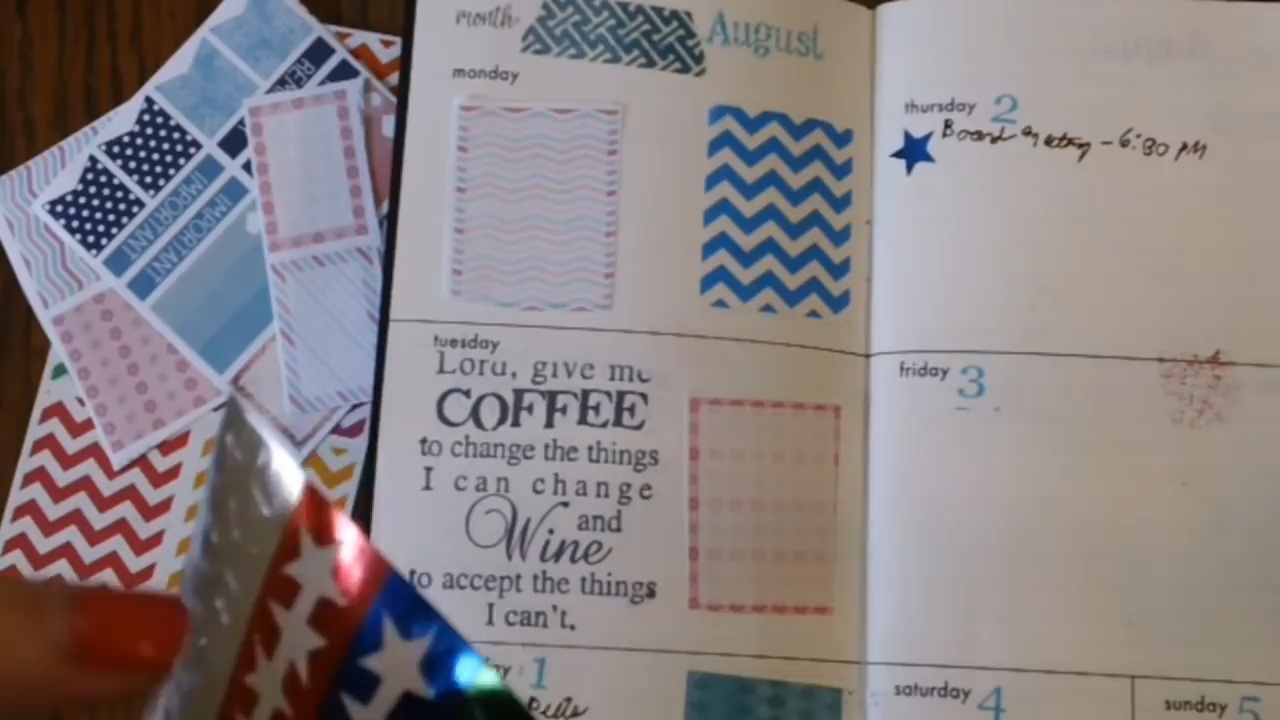 month August
monday
tuesday
Lord, give me
COFFEE
to change the things
I can change
and
Wine
to accept the things
I can't.
1
thursday 2
Board meeting - 6:30 PM
friday 3
saturday 4
sunday 5
IMPORTANT
IMPORTANT